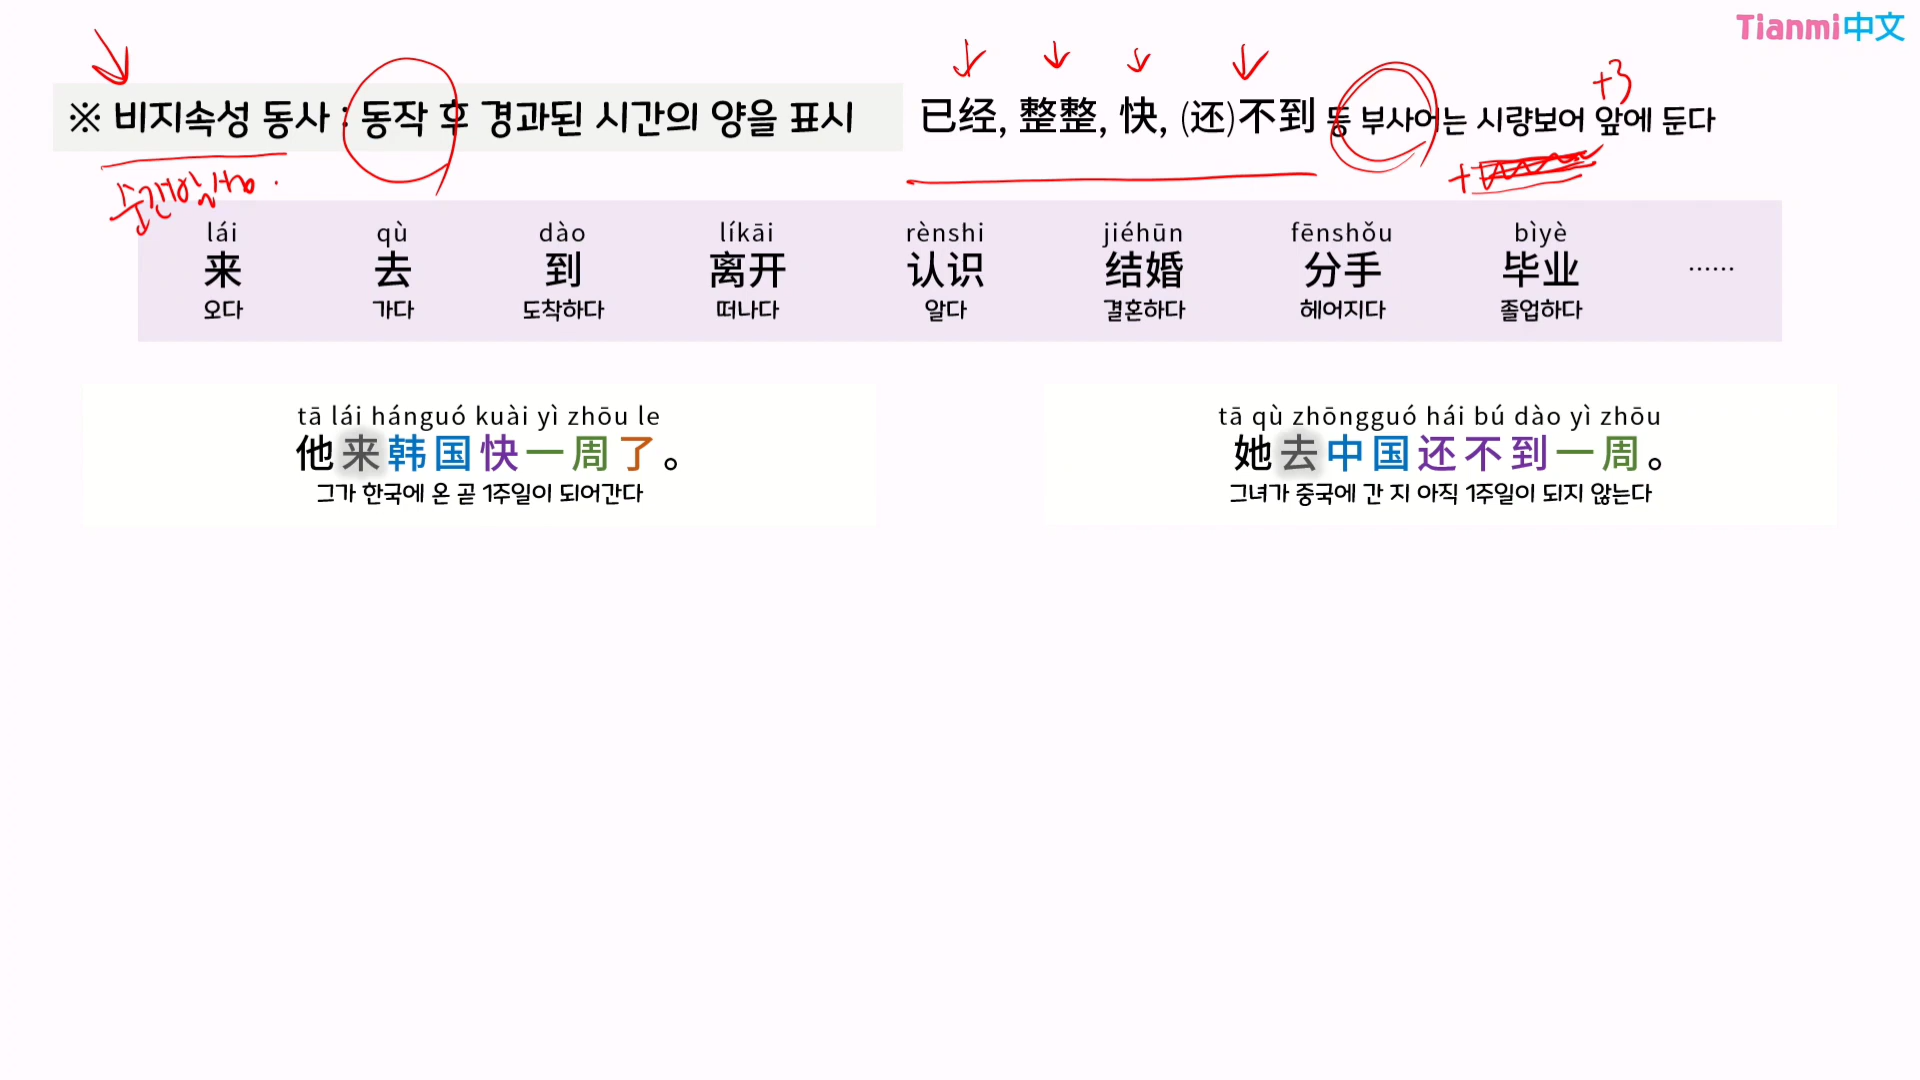 Tianmi中文
※ 비지속성 동사 : 동작 후 경과된 시간의 양을 표시
已经, 整整, 快, (还)不到 등 부사어는 시량보어 앞에 둔다
+3
lái qù dào líkāi rènshi jiéhūn fēnshǒu bìyè
来 去 到 离开 认识 结婚 分手 毕业 ······
오다 가다 도착하다 떠나다 알다 결혼하다 헤어지다 졸업하다
tā lái hánguó kuài yì zhōu le
他来韩国快一周了。
그가 한국에 온 곧 1주일이 되어간다
tā qù zhōngguó hái bú dào yì zhōu
她去中国还不到一周。
그녀가 중국에 간 지 아직 1주일이 되지 않는다